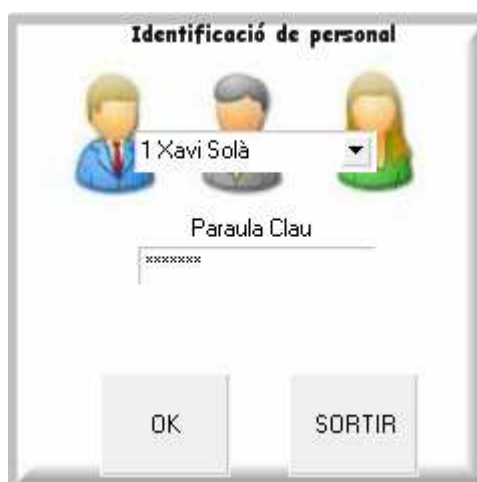 Identificació de personal
1 Xavi Solà
Paraula Clau
×××××××
OK
SORTIR